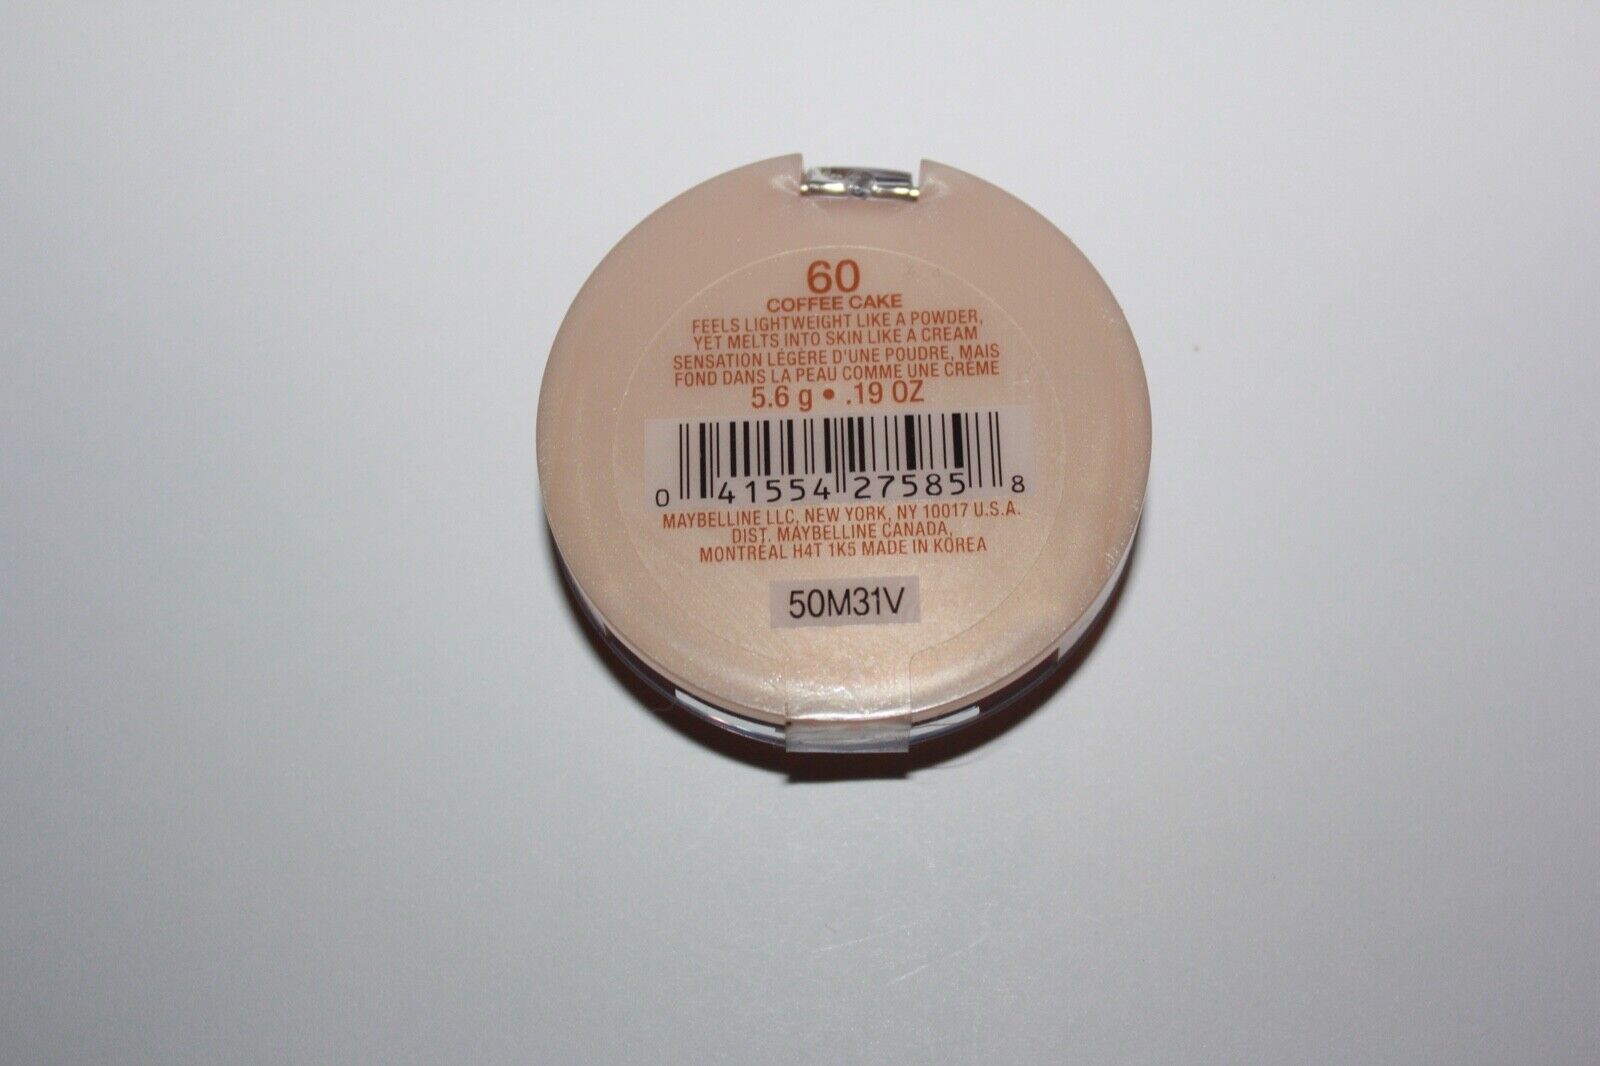 60
COFFEE CAKE
FEELS LIGHTWEIGHT LIKE A POWDER,
YET MELTS INTO SKIN LIKE A CREAM
SENSATION LÉGÈRE D'UNE POUDRE, MAIS
FOND DANS LA PEAU COMME UNE CRÈME
5.6 g • .19 OZ
0 41554 27585 8
MAYBELLINE LLC, NEW YORK, NY 10017 U.S.A.
DIST. MAYBELLINE CANADA,
MONTRÉAL H4T 1K5 MADE IN KOREA
50M31V